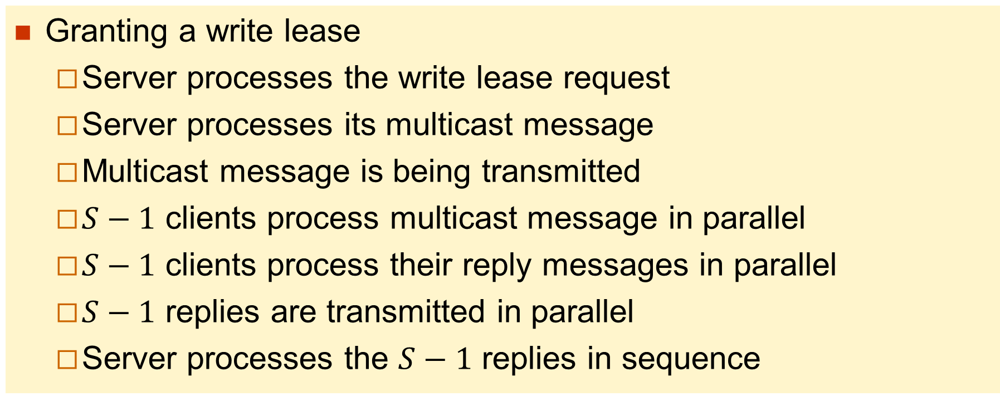 Granting a write lease
Server processes the write lease request
Server processes its multicast message
Multicast message is being transmitted
S − 1 clients process multicast message in parallel
S − 1 clients process their reply messages in parallel
S − 1 replies are transmitted in parallel
Server processes the S − 1 replies in sequence